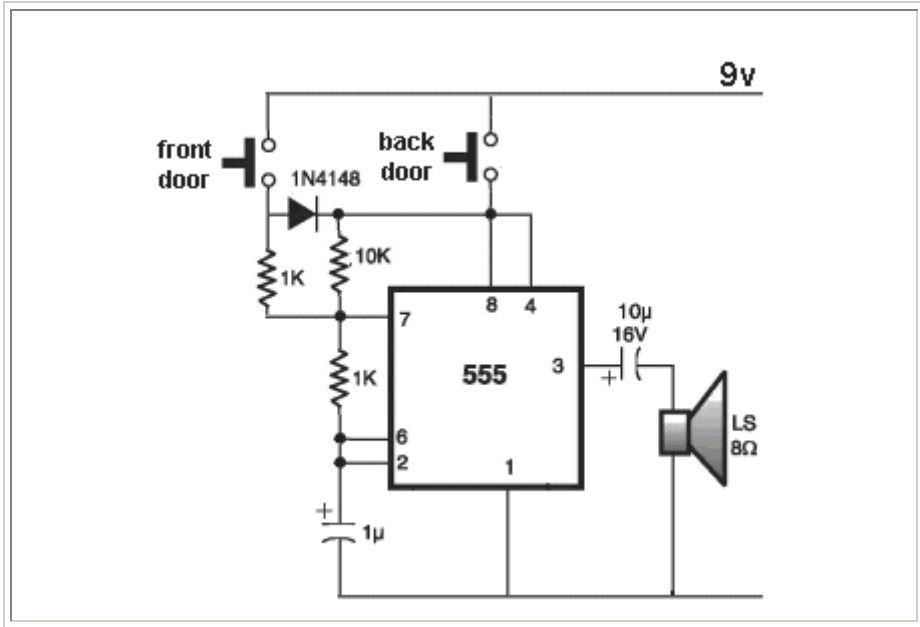 9v
front
door
back
door
1N4148
1K
10K
8 4
7
10µ
16V
1K
555
3
+
LS
8Ω
6
2
1
+
1µ